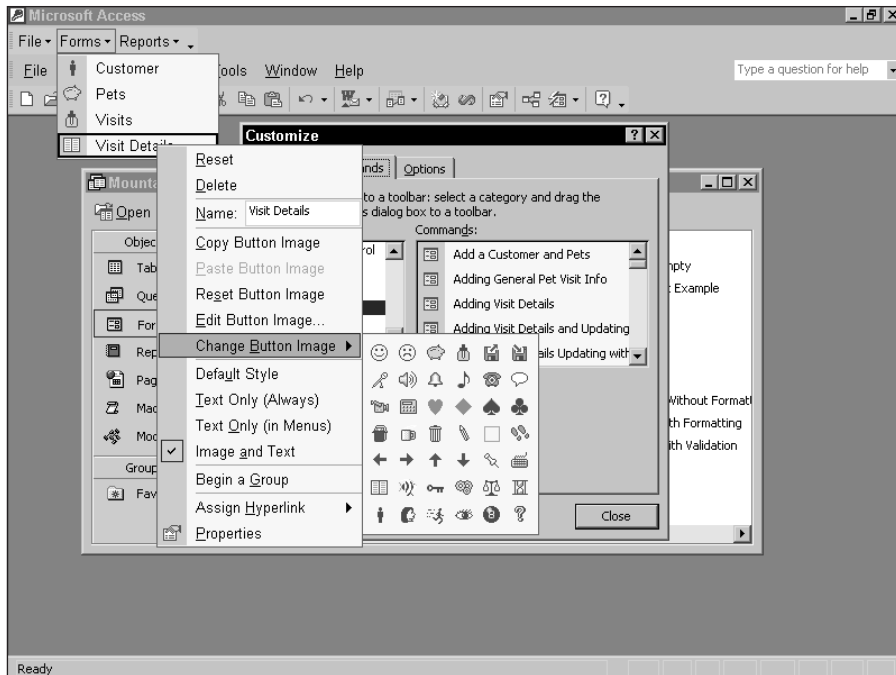 Microsoft Access
File Forms Reports
File Tools Window Help
Type a question for help
Customer
Pets
Visits
Visit Details
Customize
Options
to a toolbar: select a category and drag the
s dialog box to a toolbar.
Commands:
Add a Customer and Pets
Adding General Pet Visit Info
Adding Visit Details
Adding Visit Details and Updating
ails Updating with
Close
Reset
Delete
Name: Visit Details
Copy Button Image
Paste Button Image
Reset Button Image
Edit Button Image...
Change Button Image
Default Style
Text Only (Always)
Text Only (in Menus)
Image and Text
Begin a Group
Assign Hyperlink
Properties
Mounta
Open
Objec
Tab
Que
For
Rep
Pag
Mac
Mod
Group
Fav
mpty
Example
Without Format
th Formatting
ith Validation
Ready